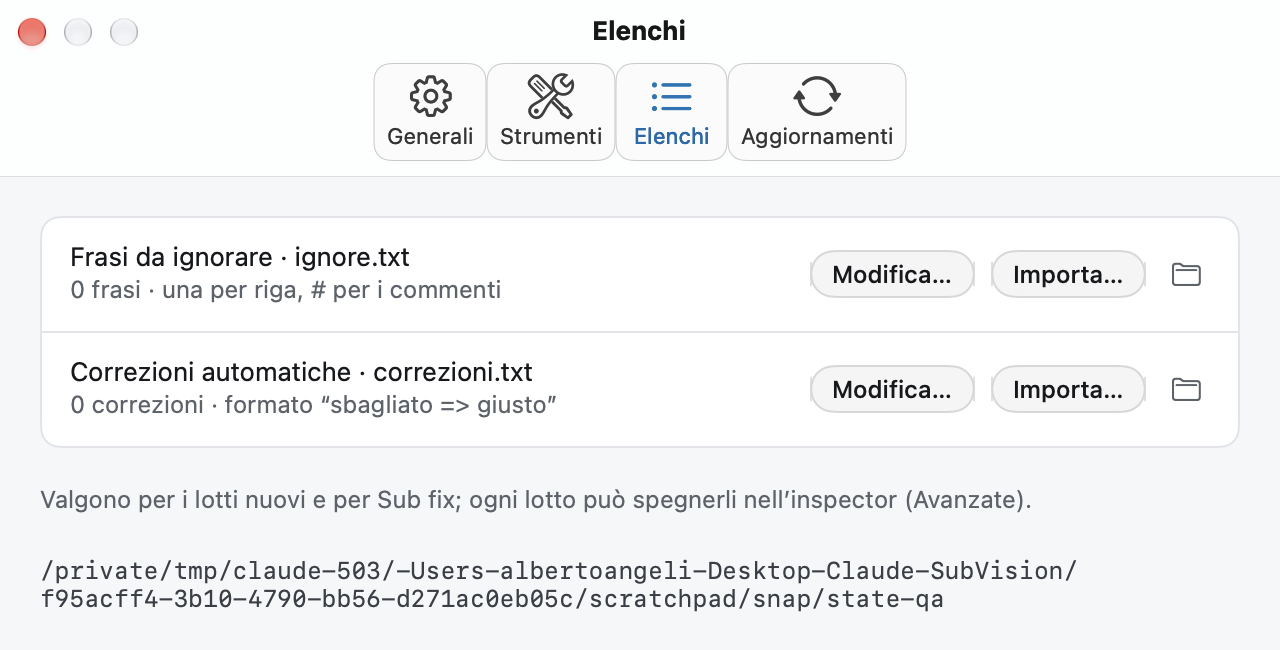 Elenchi
Generali Strumenti Elenchi Aggiornamenti
Frasi da ignorare · ignore.txt
0 frasi · una per riga, # per i commenti
Modifica... Importa...
Correzioni automatiche · correzioni.txt
0 correzioni · formato “sbagliato => giusto”
Modifica... Importa...
Valgono per i lotti nuovi e per Sub fix; ogni lotto può spegnerli nell’inspector (Avanzate).
/private/tmp/claude-503/-Users-albertoangeli-Desktop-Claude-SubVision/
f95acff4-3b10-4790-bb56-d271ac0eb05c/scratchpad/snap/state-qa